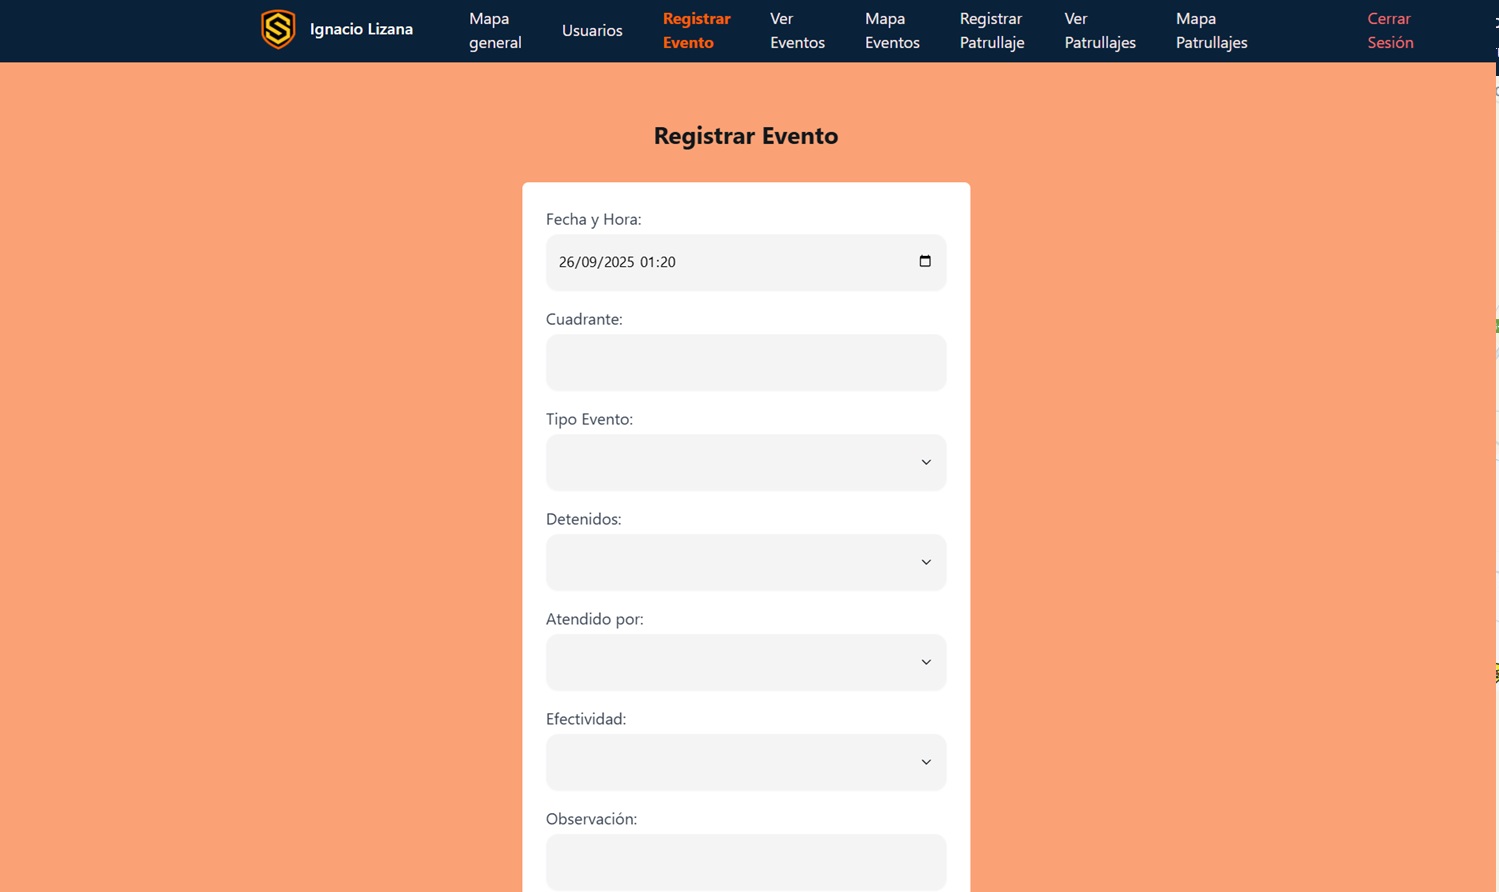 Ignacio Lizana
Mapa general
Usuarios
Registrar Evento
Ver Eventos
Mapa Eventos
Registrar Patrullaje
Ver Patrullajes
Mapa Patrullajes
Cerrar Sesión
Registrar Evento
Fecha y Hora:
26/09/2025 01:20
Cuadrante:
Tipo Evento:
Detenidos:
Atendido por:
Efectividad:
Observación: